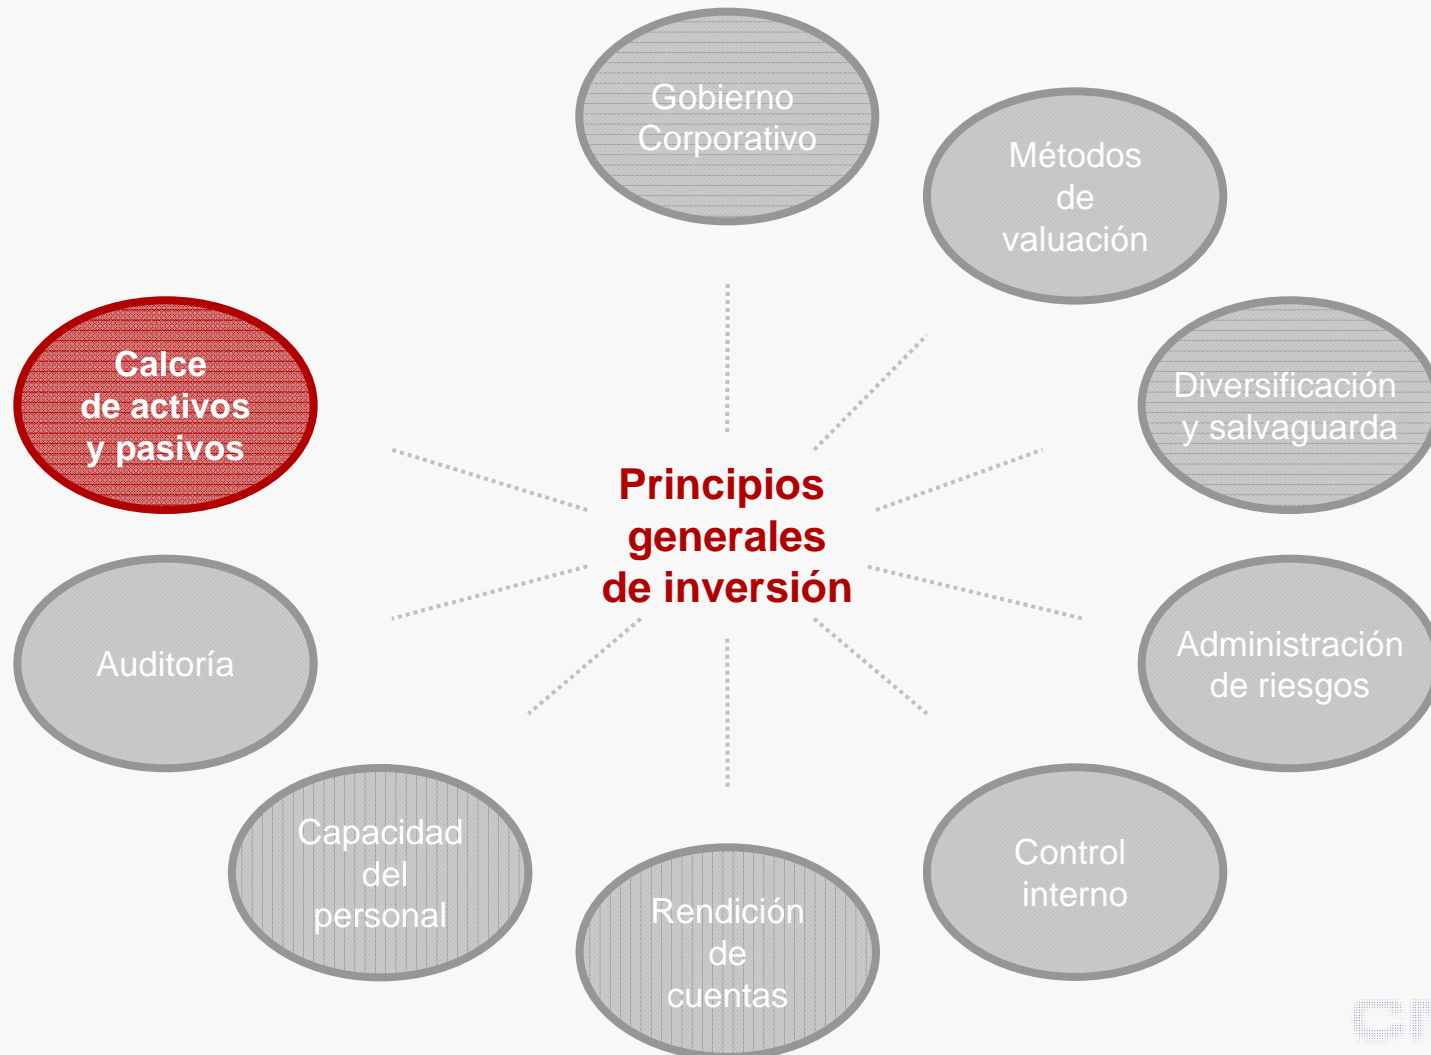 Gobierno
Corporativo
Métodos
de
valuación
Calce
de activos
y pasivos
Diversificación
y salvaguarda
Principios
generales
de inversión
Auditoría
Administración
de riesgos
Capacidad
del
personal
Control
interno
Rendición
de
cuentas